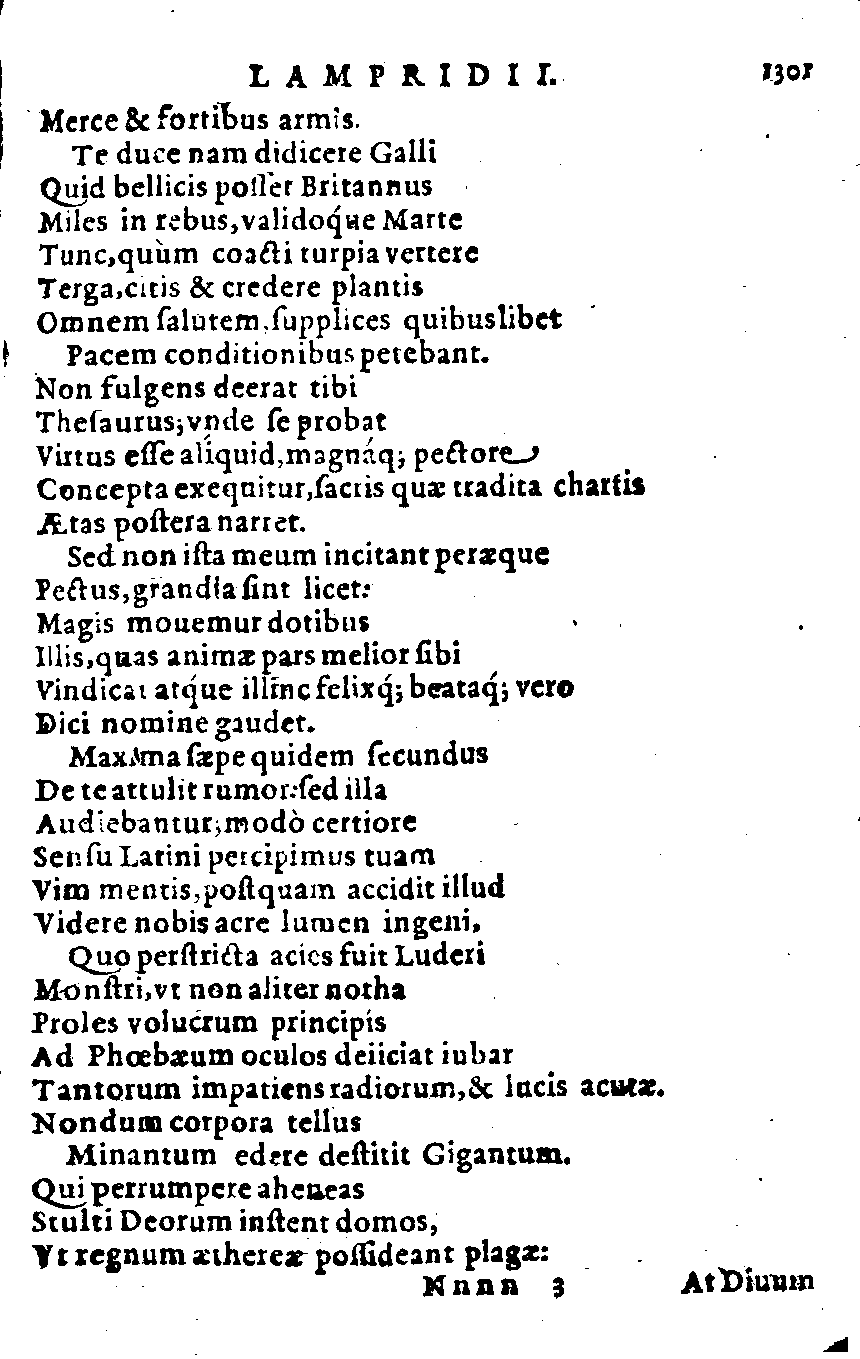 LAMPRIDII. 1301
Merce & fortibus armis.
Te duce nam didicere Galli
Quid bellicis posset Britannus
Miles in rebus, validoq́ue Marte
Tunc, quùm coacti turpia vertere
Terga, citis & credere plantis
Omnem salutem, supplices quibuslibet
Pacem conditionibus petebant.
Non fulgens deerat tibi
Thesaurus; vnde se probat
Virtus esse aliquid, magnáq; pectore
Concepta exequitur, sacris quæ tradita chartis
Ætas postera narret.
Sed non ista meum incitant peræque
Pectus, grandia sint licet:
Magis mouemur dotibus
Illis, quas animæ pars melior sibi
Vindicat atq́ue illinc felixq́; beataq́; vero
Dici nomine gaudet.
Maxima sæpe quidem secundus
De te attulit rumor: sed illa
Audiebantur; modò certiore
Sensu Latini percipimus tuam
Vim mentis, postquam accidit illud
Videre nobis acre lumen ingeni,
Quo perstricta acies fuit Luderi
Monstri, vt non aliter notha
Proles volucrum principis
Ad Phœbæum oculos deiiciat iubar
Tantorum impatiens radiorum, & lucis acutæ.
Nondum corpora tellus
Minantum edere destitit Gigantum.
Qui perrumpere aheneas
Stulti Deorum instent domos,
Vt regnum æthereæ possideant plagæ:
Nnnn 3 At Diuum